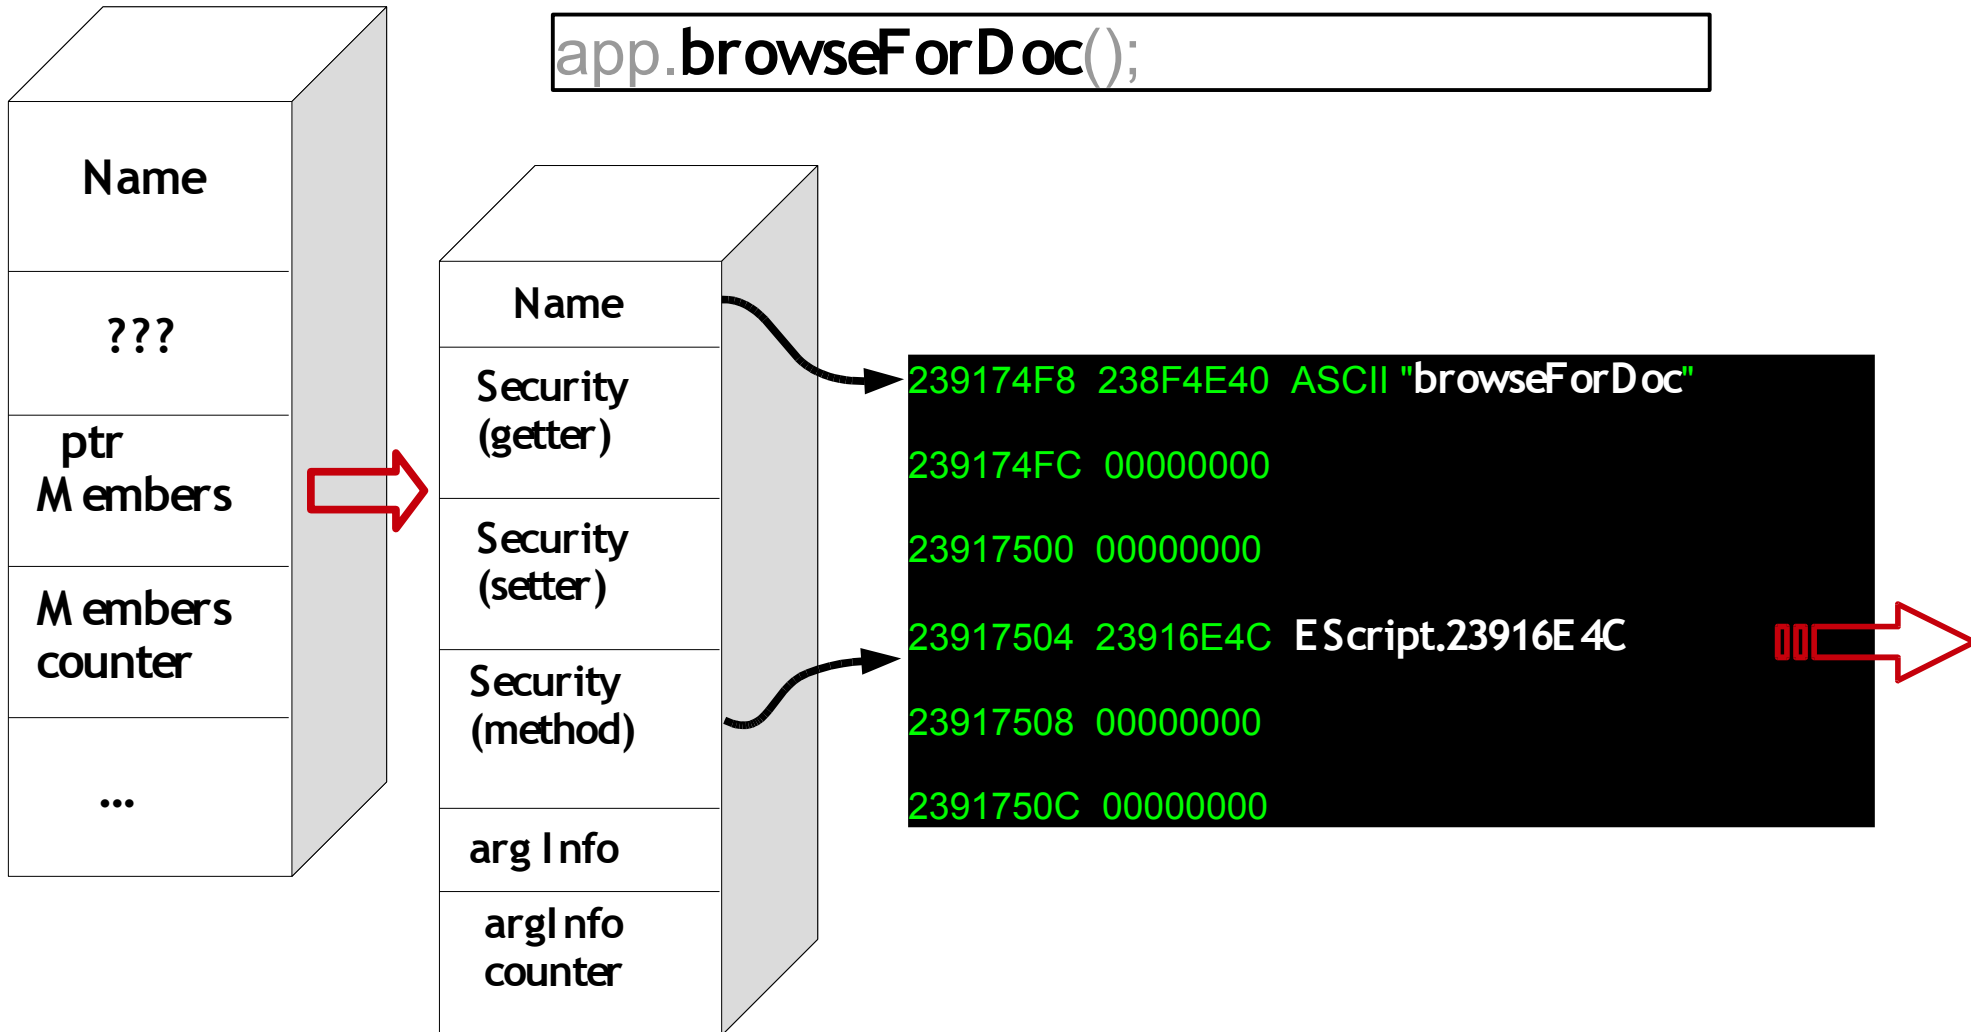 app.browseForDoc();
Name
???
ptr
Members
Members
counter
...
Name
Security
(getter)
Security
(setter)
Security
(method)
arg Info
argInfo
counter
239174F8 238F4E40 ASCII "browseForDoc"
239174FC 00000000
23917500 00000000
23917504 23916E4C EScript.23916E4C
23917508 00000000
2391750C 00000000